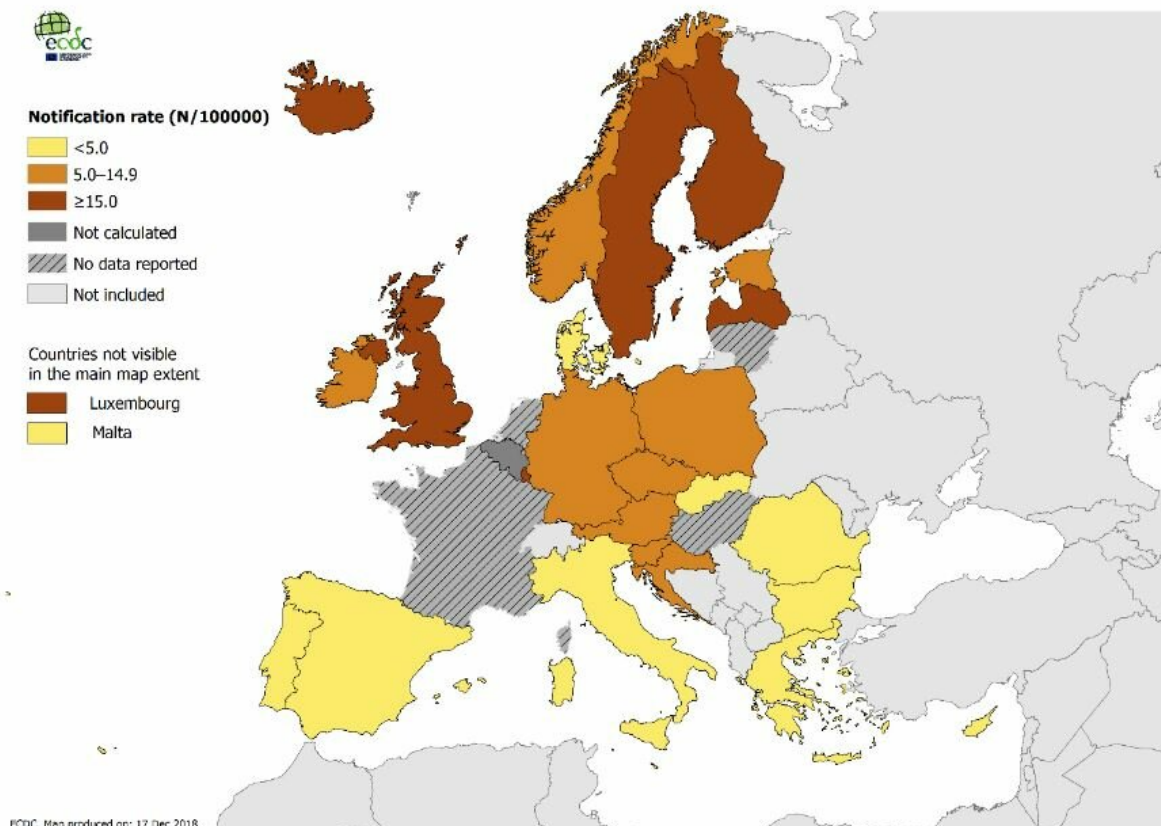 ecdc
Notification rate (N/100000)
<5.0
5.0–14.9
≥15.0
Not calculated
No data reported
Not included
Countries not visible
in the main map extent
Luxembourg
Malta
ECDC. Map produced on: 17 Dec 2018